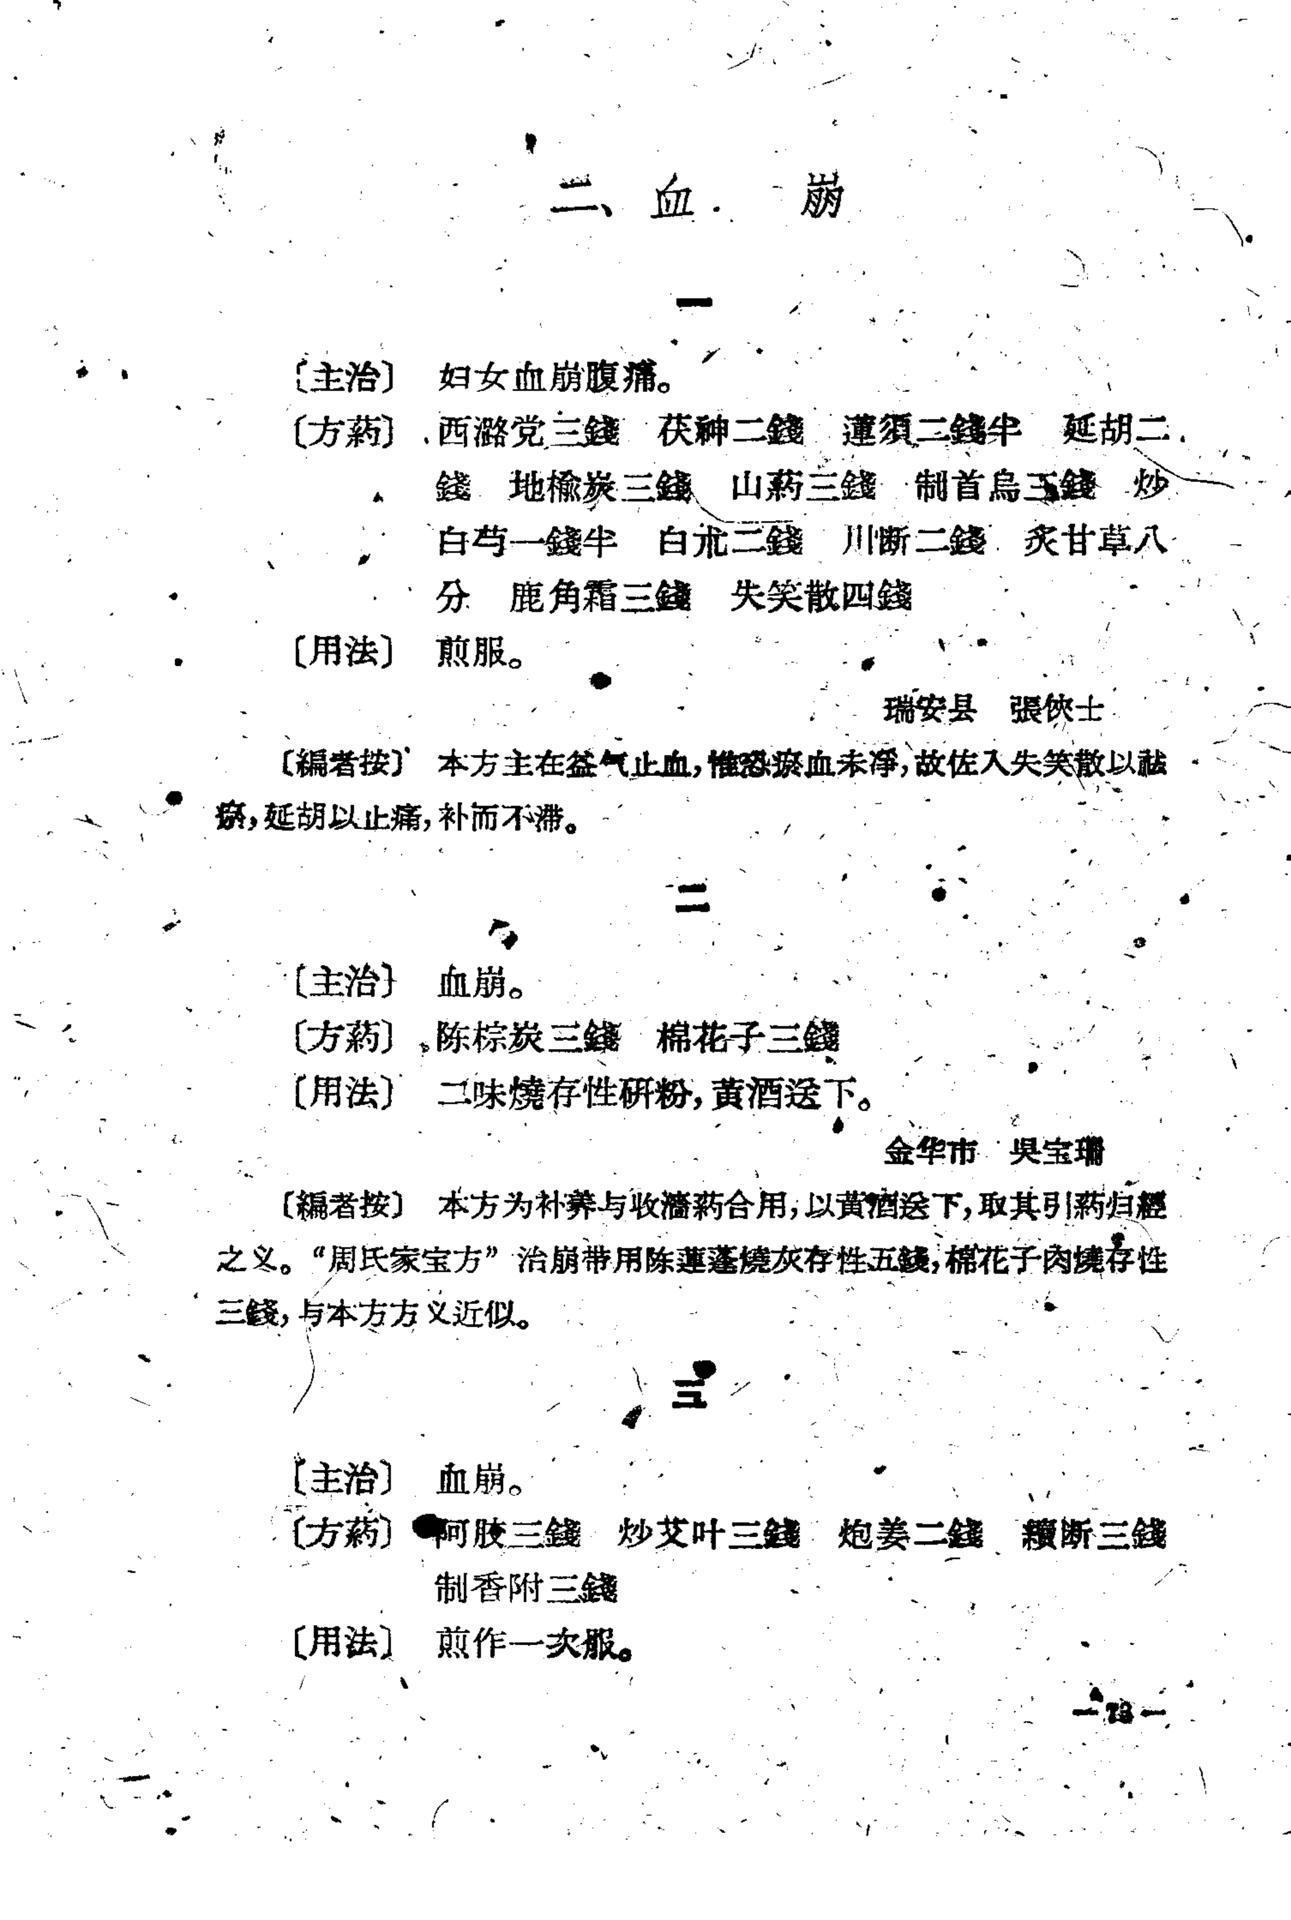 二、血　崩
一
〔主治〕　妇女血崩腹痛。
〔方葯〕　西潞党三錢　茯神二錢　蓮須二錢半　延胡二
錢　地楡炭三錢　山葯三錢　制首烏三錢　炒
白芍一錢半　白朮二錢　川断二錢　炙甘草八
分　鹿角霜三錢　失笑散四錢
〔用法〕　煎服。
瑞安县　張俠士
〔編者按〕　本方主在益气止血，惟恐瘀血未淨，故佐入失笑散以祛
瘀，延胡以止痛，补而不滞。
二
〔主治〕　血崩。
〔方葯〕　陈棕炭三錢　棉花子三錢
〔用法〕　二味燒存性研粉，黄酒送下。
金华市　吳宝珊
〔編者按〕　本方为补养与收濇葯合用，以黄酒送下，取其引葯归經
之义。“周氏家宝方”治崩带用陈蓮蓬燒灰存性五錢，棉花子肉燒存性
三錢，与本方方义近似。
三
〔主治〕　血崩。
〔方葯〕　阿胶三錢　炒艾叶三錢　炮姜二錢　續断三錢
制香附三錢
〔用法〕　煎作一次服。
—73—